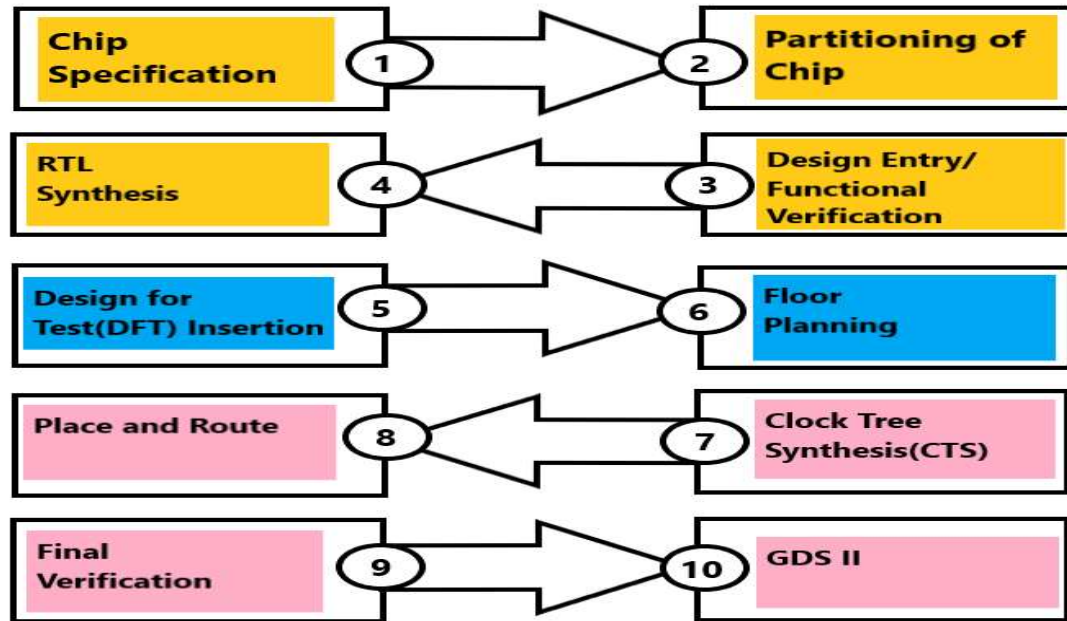 Chip
Specification
1
2
Partitioning of
Chip
RTL
Synthesis
4
3
Design Entry/
Functional
Verification
Design for
Test(DFT) Insertion
5
6
Floor
Planning
Place and Route
8
7
Clock Tree
Synthesis(CTS)
Final
Verification
9
10
GDS II